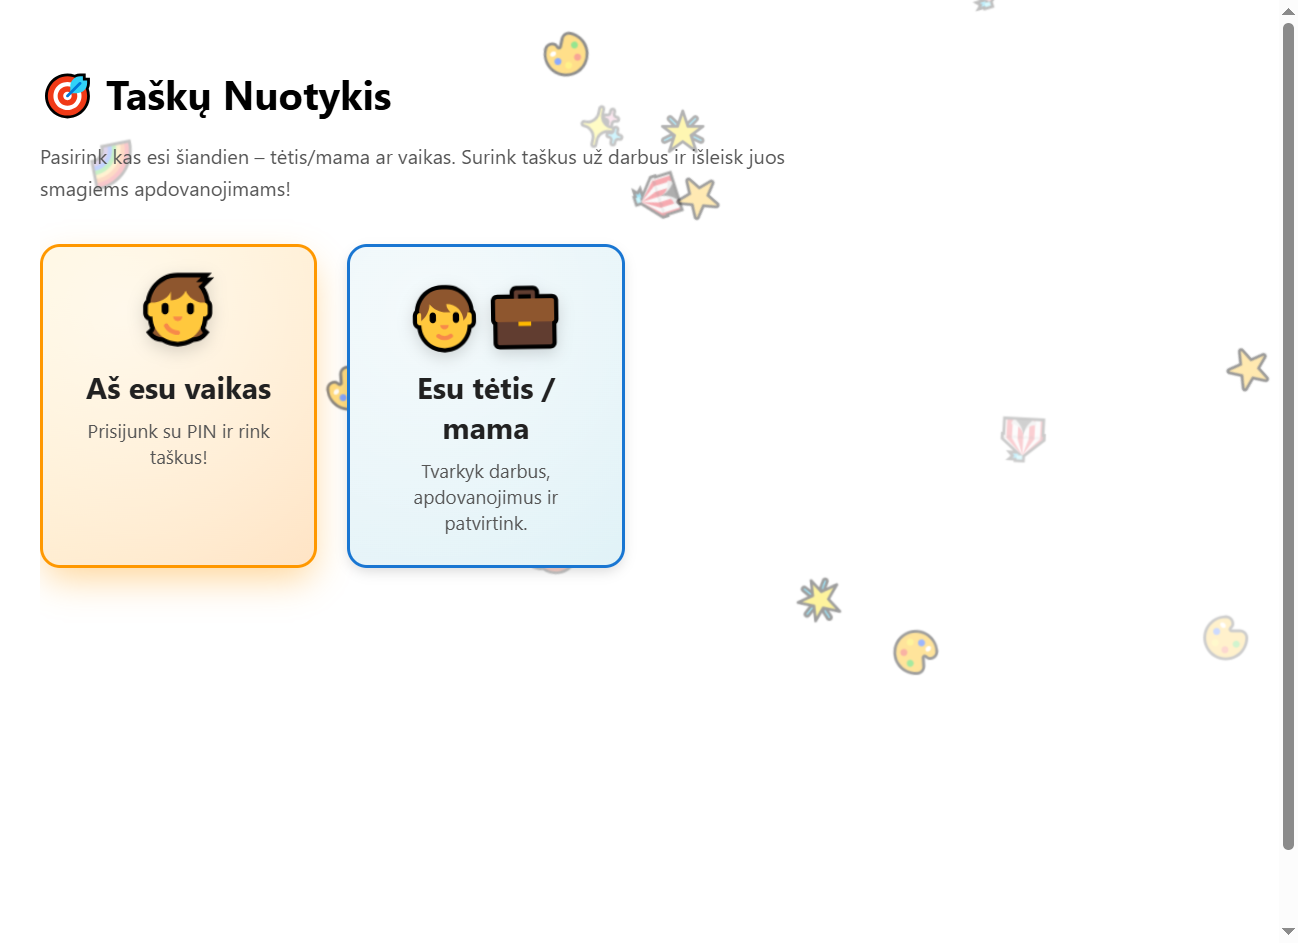 Taškų Nuotykis
Pasirink kas esi šiandien – tėtis/mama ar vaikas. Surink taškus už darbus ir išleisk juos
smagiems apdovanojimams!
Aš esu vaikas
Prisijunk su PIN ir rink
taškus!
Esu tėtis /
mama
Tvarkyk darbus,
apdovanojimus ir
patvirtink.